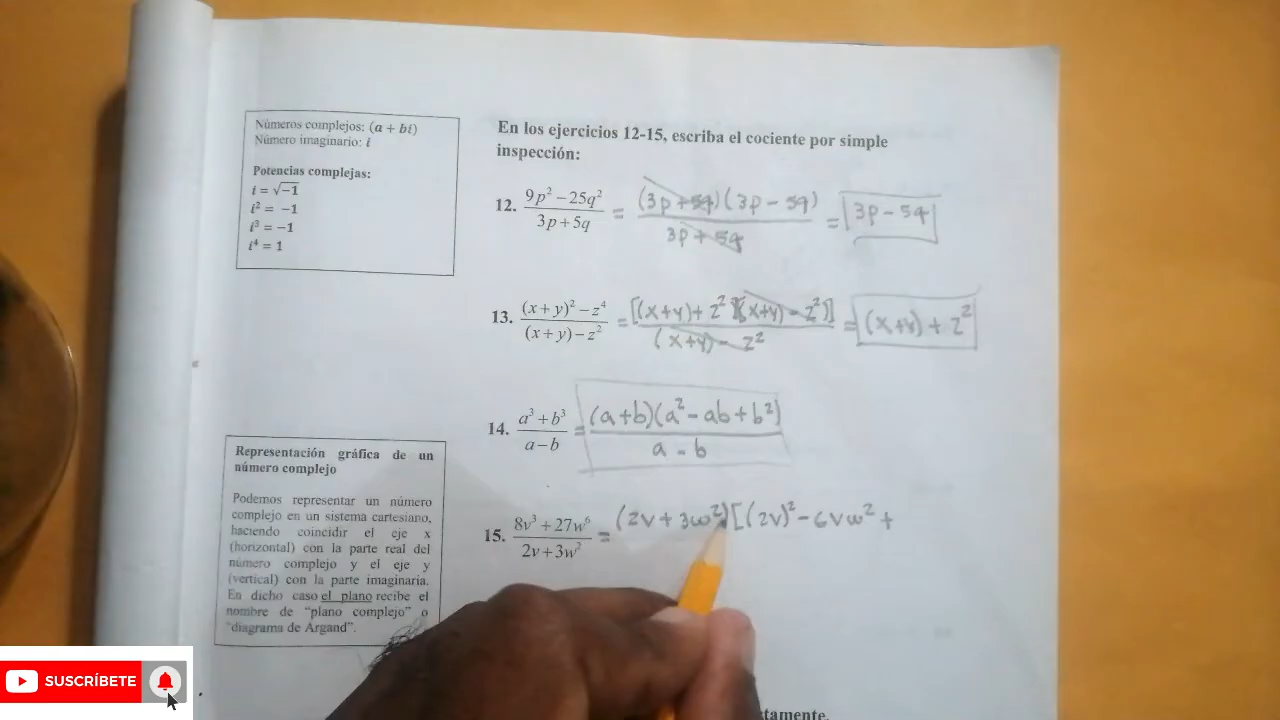 Números complejos: (a + bi)
Número imaginario: i
Potencias complejas:
i = √−1
i² = −1
i³ = −1
i⁴ = 1
En los ejercicios 12-15, escriba el cociente por simple
inspección:
12. (9p² − 25q²)/(3p + 5q) = (3p + 5q)(3p − 5q)/(3p + 5q) = 3p − 5q
13. ((x + y)² − z⁴)/((x + y) − z²) = [(x+y) + z²][(x+y) − z²)]/((x+y) − z² = (x+y) + z²
14. (a³ + b³)/(a − b) = (a+b)(a² − ab + b²)/(a − b)
15. (8v³ + 27w⁶)/(2v + 3w²) = (2v + 3w²)[(2v)² − 6vw² +
Representación gráfica de un
número complejo
Podemos representar un número
complejo en un sistema cartesiano,
haciendo coincidir el eje x
(horizontal) con la parte real del
número complejo y el eje y
(vertical) con la parte imaginaria.
En dicho caso el plano recibe el
nombre de “plano complejo” o
“diagrama de Argand”.
SUSCRÍBETE
tamente.